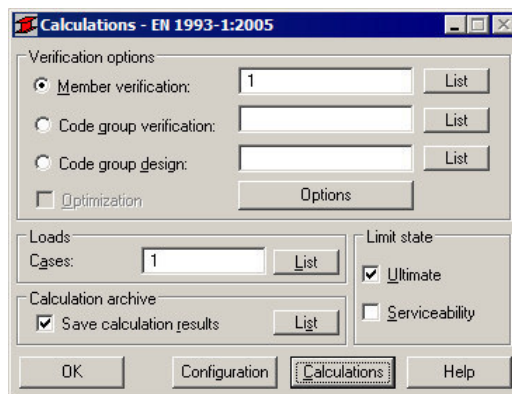 Calculations - EN 1993-1:2005
Verification options
Member verification: 1 List
Code group verification: List
Code group design: List
Optimization Options
Loads
Cases: 1 List
Limit state
Ultimate
Serviceability
Calculation archive
Save calculation results List
OK Configuration Calculations Help